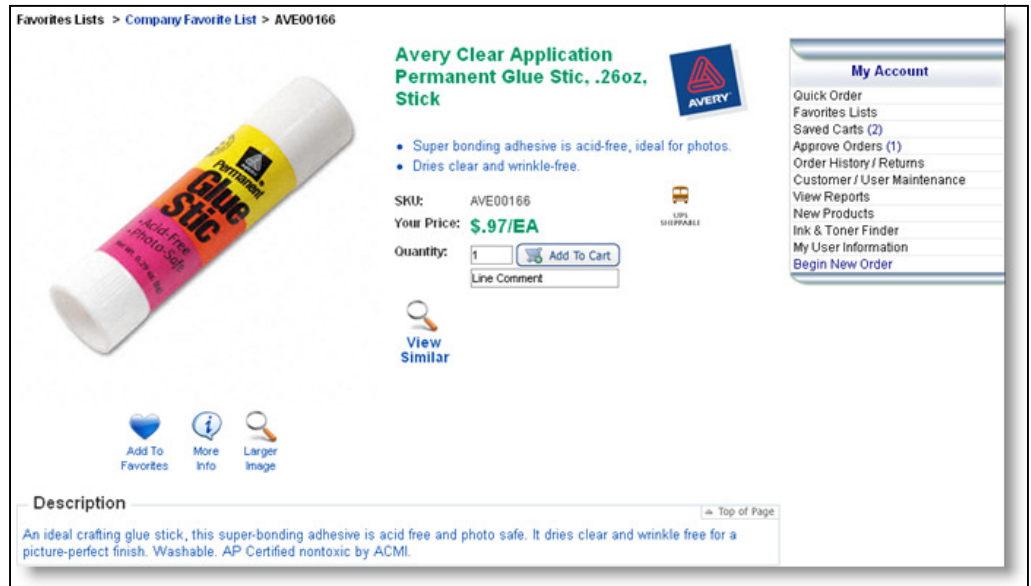 Favorites Lists > Company Favorite List > AVE00166
Avery Clear Application
Permanent Glue Stic, .26oz,
Stick
AVERY
• Super bonding adhesive is acid-free, ideal for photos.
• Dries clear and wrinkle-free.
SKU: AVE00166
Your Price: $.97/EA
UPS
SHIPPABLE
Quantity: 1 Add To Cart
Line Comment
View
Similar
AVERY
Permanent
Glue
Stic
•Acid-Free
•Photo-Safe
Add To
Favorites
More
Info
Larger
Image
My Account
Quick Order
Favorites Lists
Saved Carts (2)
Approve Orders (1)
Order History / Returns
Customer / User Maintenance
View Reports
New Products
Ink & Toner Finder
My User Information
Begin New Order
Description
Top of Page
An ideal crafting glue stick, this super-bonding adhesive is acid free and photo safe. It dries clear and wrinkle free for a
picture-perfect finish. Washable. AP Certified nontoxic by ACMI.